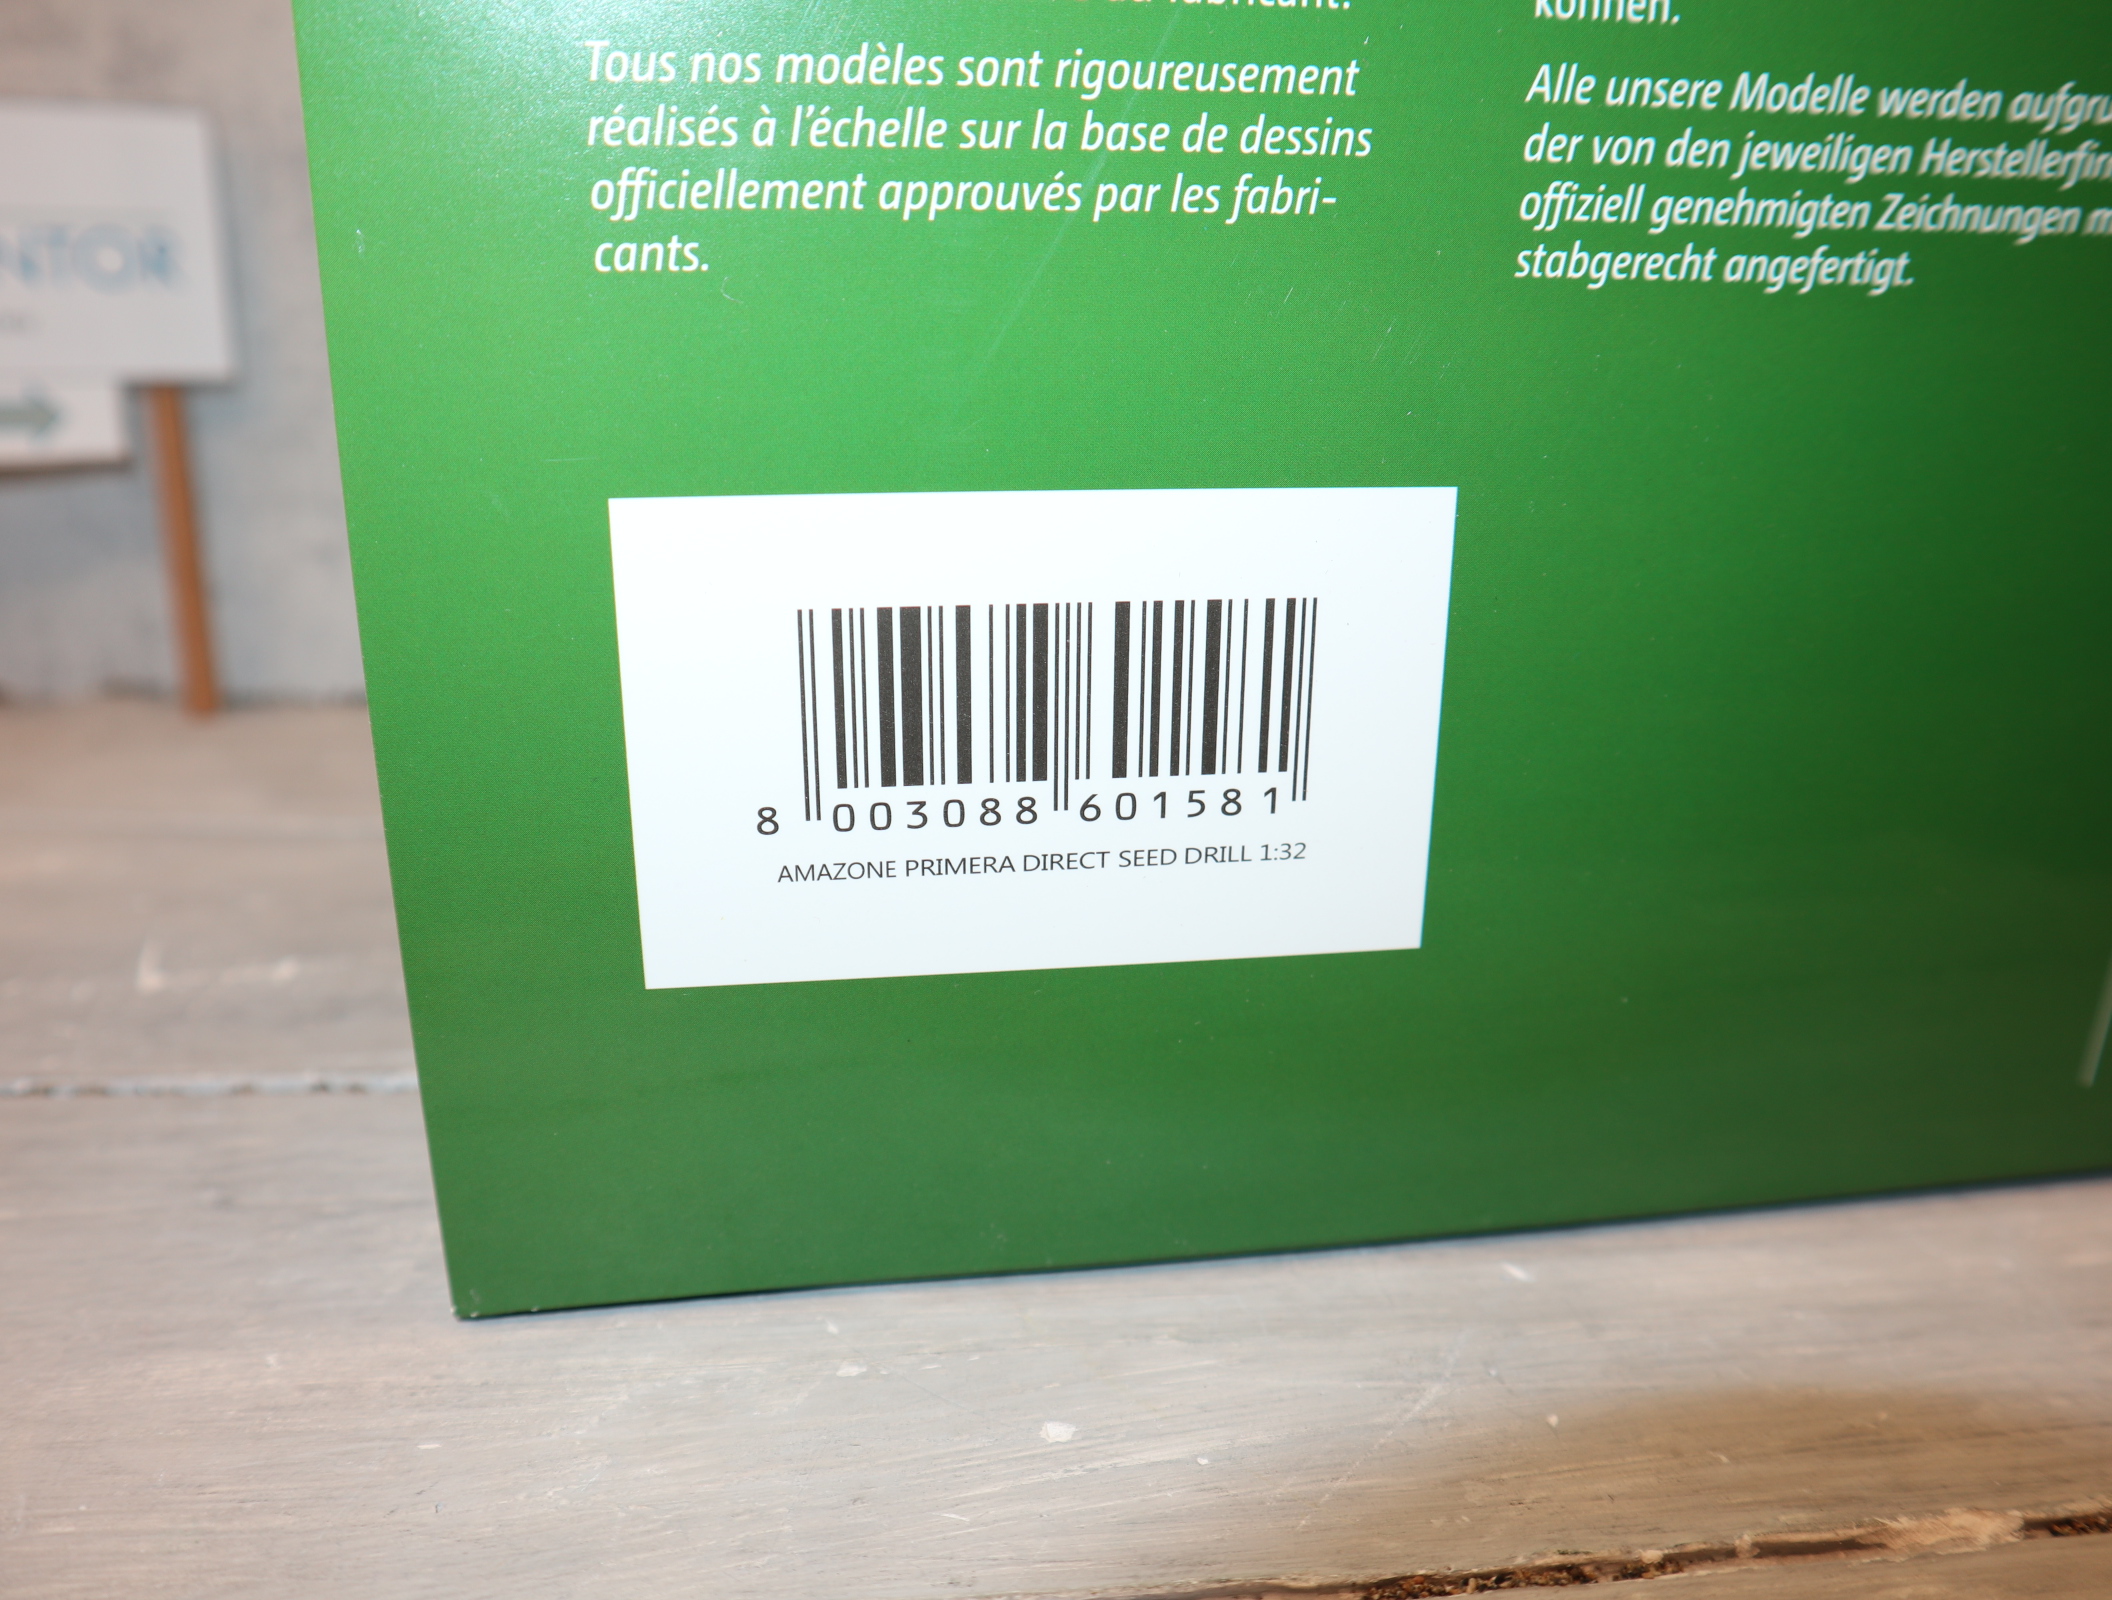 fabricant.
Tous nos modèles sont rigoureusement
réalisés à l'échelle sur la base de dessins
officiellement approuvés par les fabri-
cants.
können.
Alle unsere Modelle werden
der von den jeweiligen
offiziell genehmigten Zeichnungen
stabgerecht angefertigt.
8 003088 601581
AMAZONE PRIMERA DIRECT SEED DRILL 1:32